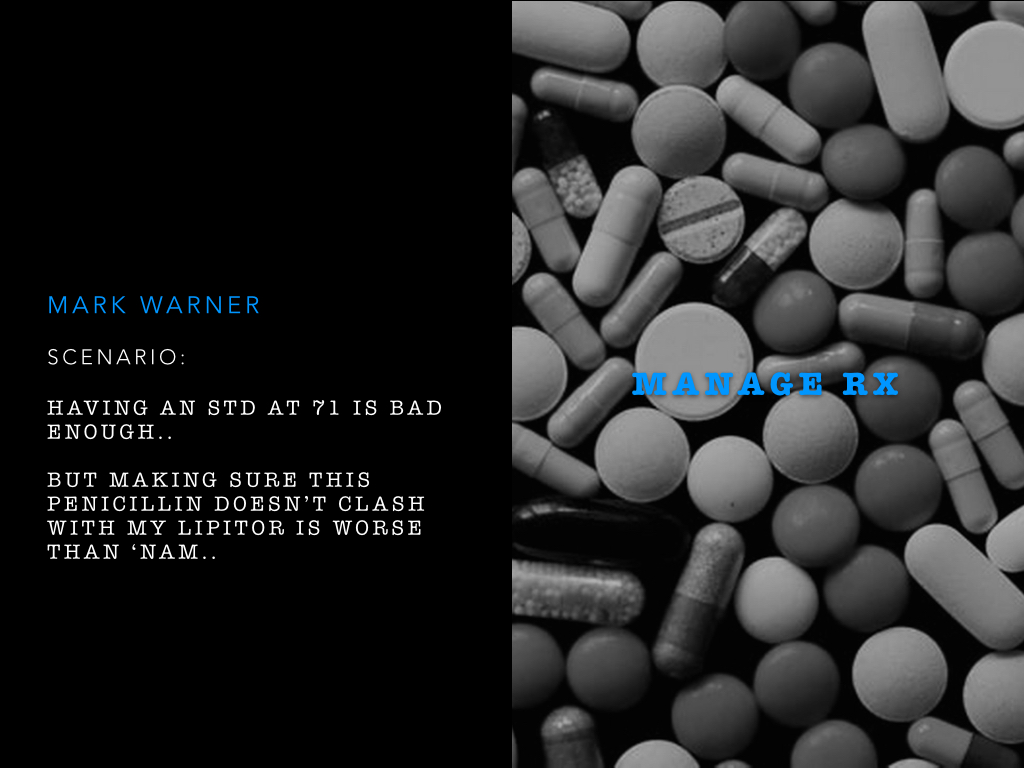 MARK WARNER
SCENARIO:
HAVING AN STD AT 71 IS BAD
ENOUGH..
BUT MAKING SURE THIS
PENICILLIN DOESN’T CLASH
WITH MY LIPITOR IS WORSE
THAN ‘NAM..
MANAGE RX